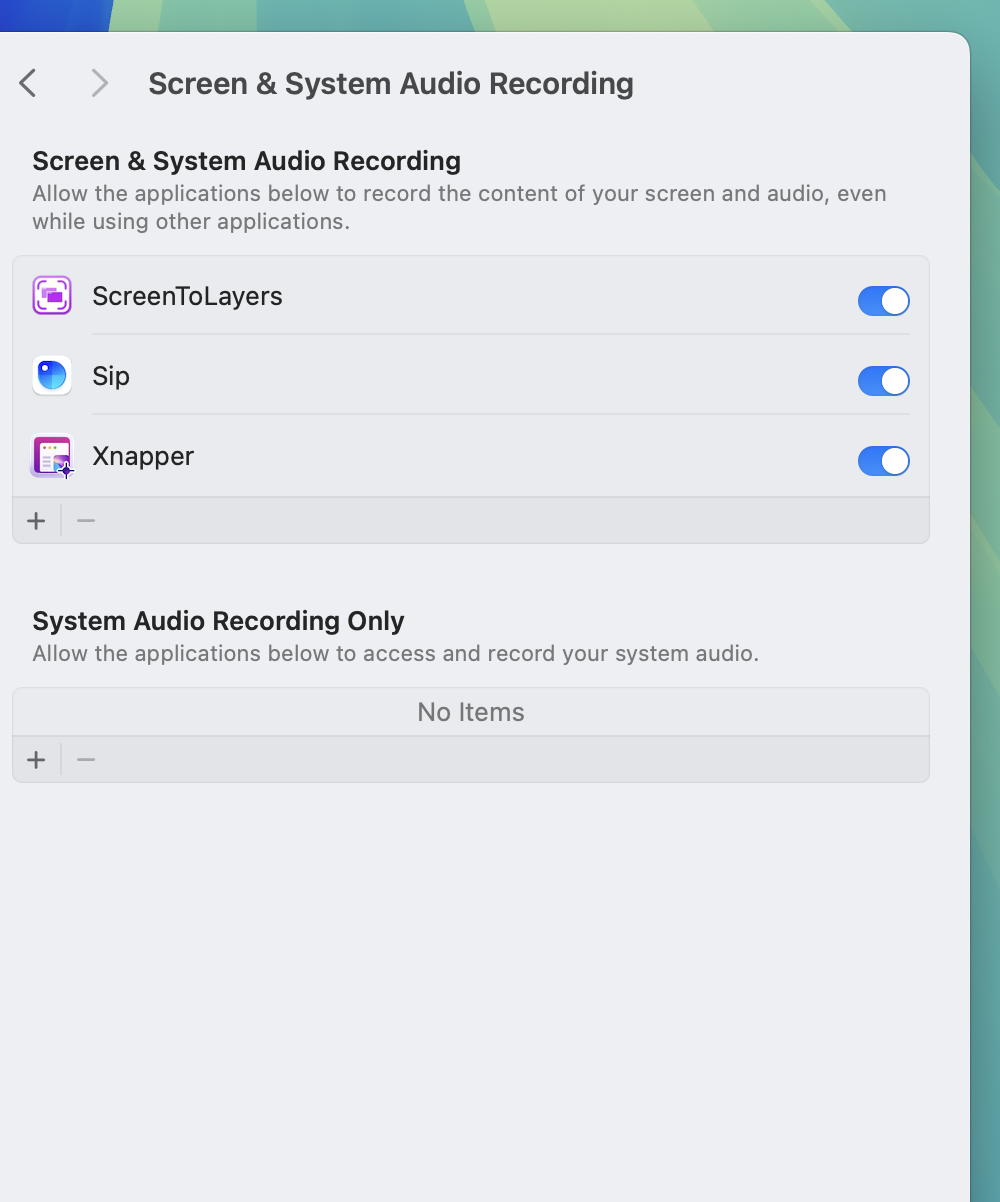 Screen & System Audio Recording
Screen & System Audio Recording
Allow the applications below to record the content of your screen and audio, even
while using other applications.
ScreenToLayers
Sip
Xnapper
System Audio Recording Only
Allow the applications below to access and record your system audio.
No Items